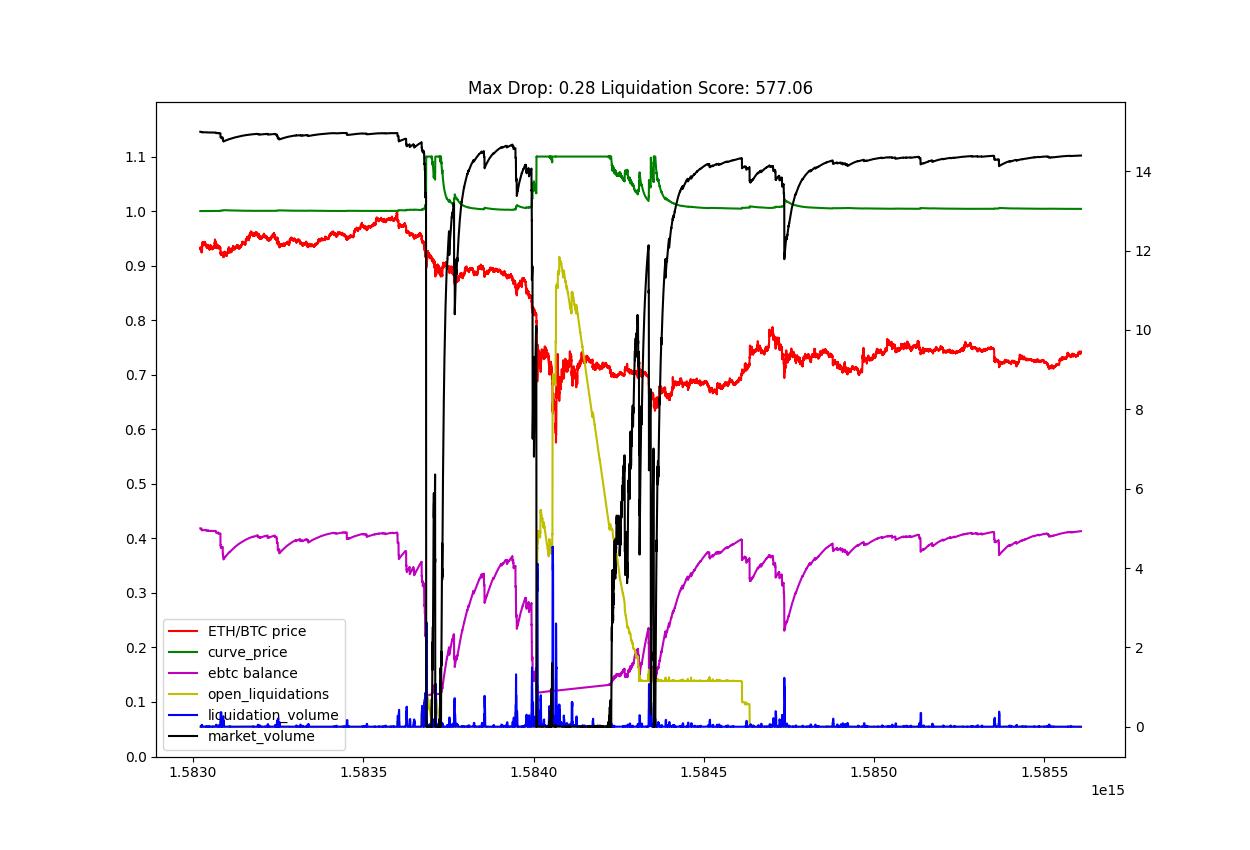 Max Drop: 0.28 Liquidation Score: 577.06
1.1
1.0
0.9
0.8
0.7
0.6
0.5
0.4
0.3
0.2
0.1
0.0
14
12
10
8
6
4
2
0
ETH/BTC price
curve_price
ebtc balance
open_liquidations
liquidation_volume
market_volume
1.5830 1.5835 1.5840 1.5845 1.5850 1.5855
1e15